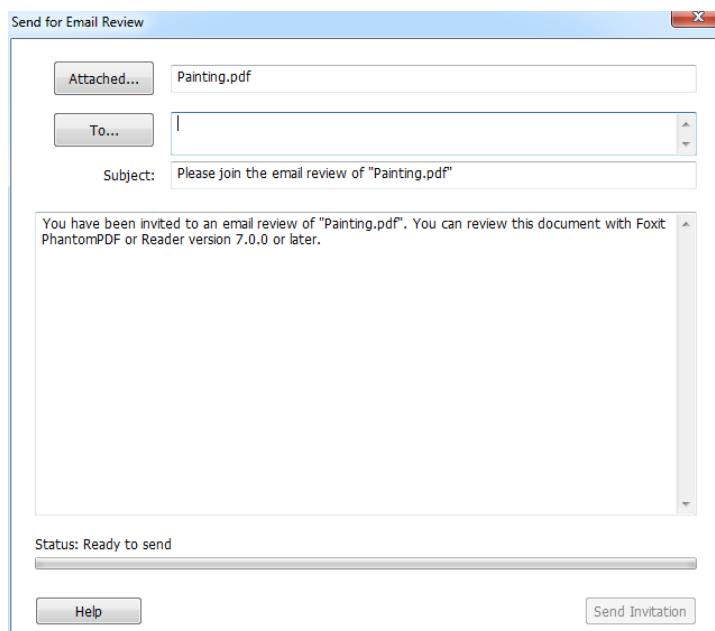 Send for Email Review
X
Attached...
Painting.pdf
To...
Subject:
Please join the email review of "Painting.pdf"
You have been invited to an email review of "Painting.pdf". You can review this document with Foxit
PhantomPDF or Reader version 7.0.0 or later.
Status: Ready to send
Help
Send Invitation